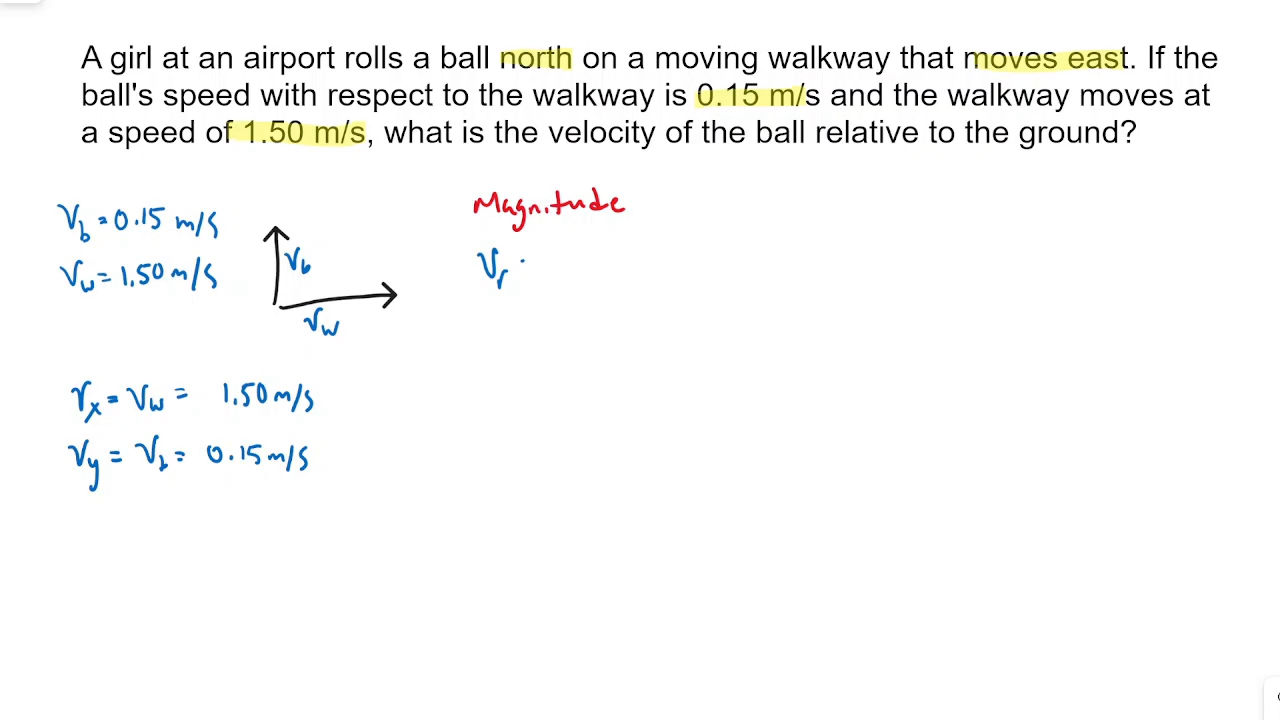 A girl at an airport rolls a ball north on a moving walkway that moves east. If the
ball's speed with respect to the walkway is 0.15 m/s and the walkway moves at
a speed of 1.50 m/s, what is the velocity of the ball relative to the ground?
Vb = 0.15 m/s
Vw = 1.50 m/s
Vb
Vw
Vx = Vw = 1.50 m/s
Vy = Vb = 0.15 m/s
Magnitude
Vr